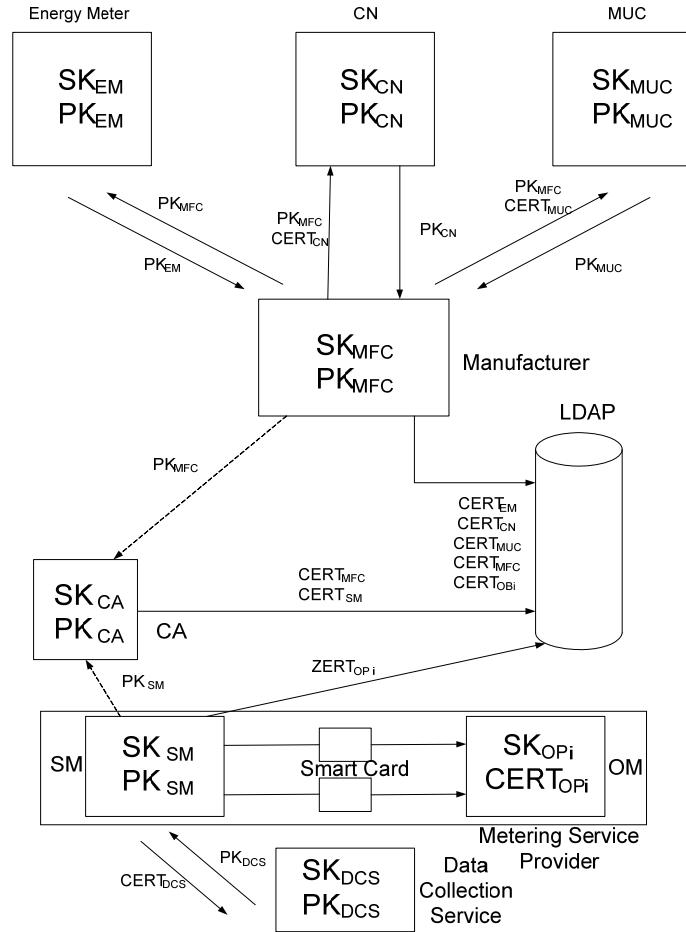 Energy Meter
CN
MUC
SKEM
PKEM
SKCN
PKCN
SKMUC
PKMUC
PKMFC
PKEM
PKMFC
CERTCN
PKCN
PKMFC
CERTMUC
PKMUC
SKMFC
PKMFC
Manufacturer
LDAP
PKMFC
CERTEM
CERTCN
CERTMUC
CERTMFC
CERTOBi
SK CA
PK CA
CA
CERTMFC
CERTSM
PK SM
ZERTOP i
SM
SK SM
PK SM
Smart Card
SKOPi
CERTOPi
OM
Metering Service
Provider
PKDCS
CERTDCS
SKDCS
PKDCS
Data
Collection
Service